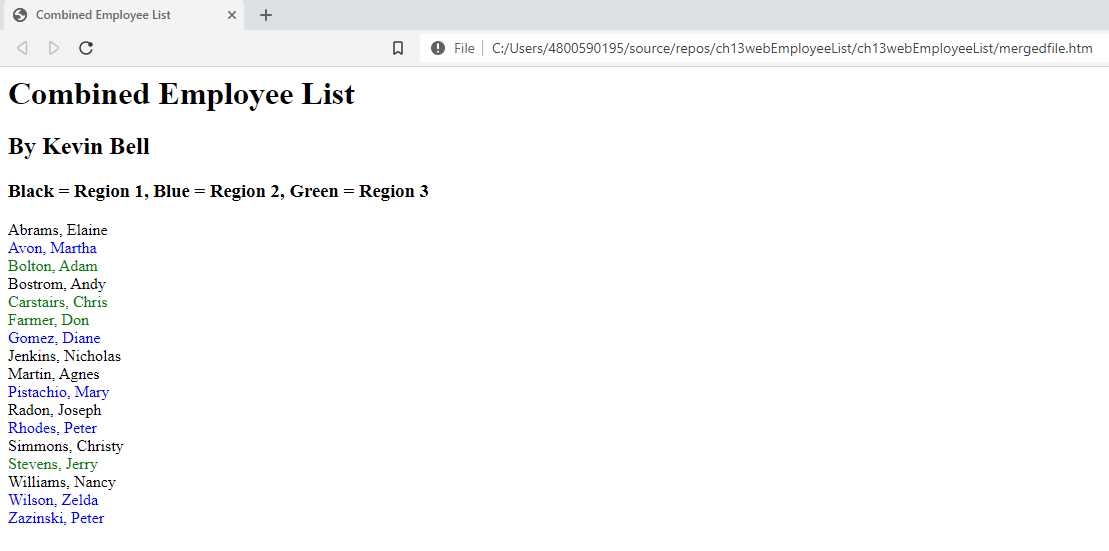 Combined Employee List
File C:/Users/4800590195/source/repos/ch13webEmployeeList/ch13webEmployeeList/mergedfile.htm
Combined Employee List
By Kevin Bell
Black = Region 1, Blue = Region 2, Green = Region 3
Abrams, Elaine
Avon, Martha
Bolton, Adam
Bostrom, Andy
Carstairs, Chris
Farmer, Don
Gomez, Diane
Jenkins, Nicholas
Martin, Agnes
Pistachio, Mary
Radon, Joseph
Rhodes, Peter
Simmons, Christy
Stevens, Jerry
Williams, Nancy
Wilson, Zelda
Zazinski, Peter